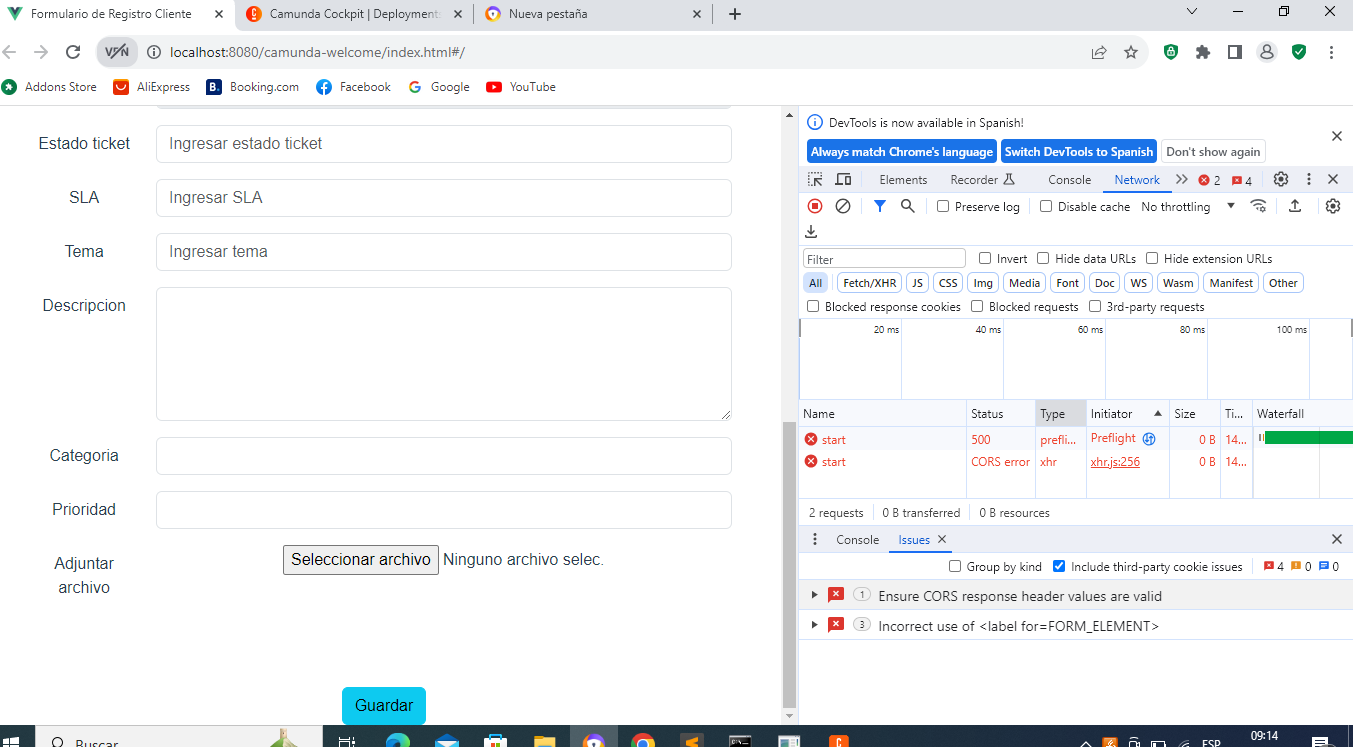 Formulario de Registro Cliente
Camunda Cockpit | Deployment
Nueva pestaña
VPN localhost:8080/camunda-welcome/index.html#/
Addons Store AliExpress B. Booking.com Facebook Google YouTube
Estado ticket Ingresar estado ticket
SLA Ingresar SLA
Tema Ingresar tema
Descripcion
Categoria
Prioridad
Adjuntar
archivo
Seleccionar archivo Ninguno archivo selec.
Guardar
DevTools is now available in Spanish!
Always match Chrome's language Switch DevTools to Spanish Don't show again
Elements Recorder Console Network 2 4
Preserve log Disable cache No throttling
Filter Invert Hide data URLs Hide extension URLs
All Fetch/XHR JS CSS Img Media Font Doc WS Wasm Manifest Other
Blocked response cookies Blocked requests 3rd-party requests
20 ms 40 ms 60 ms 80 ms 100 ms
Name Status Type Initiator Size Ti... Waterfall
start 500 prefli... Preflight 0 B 14...
start CORS error xhr xhr.js:256 0 B 14...
2 requests 0 B transferred 0 B resources
Console Issues
Group by kind Include third-party cookie issues 4 0 0
1 Ensure CORS response header values are valid
3 Incorrect use of <label for=FORM_ELEMENT>
Buscar
ESP
09:14